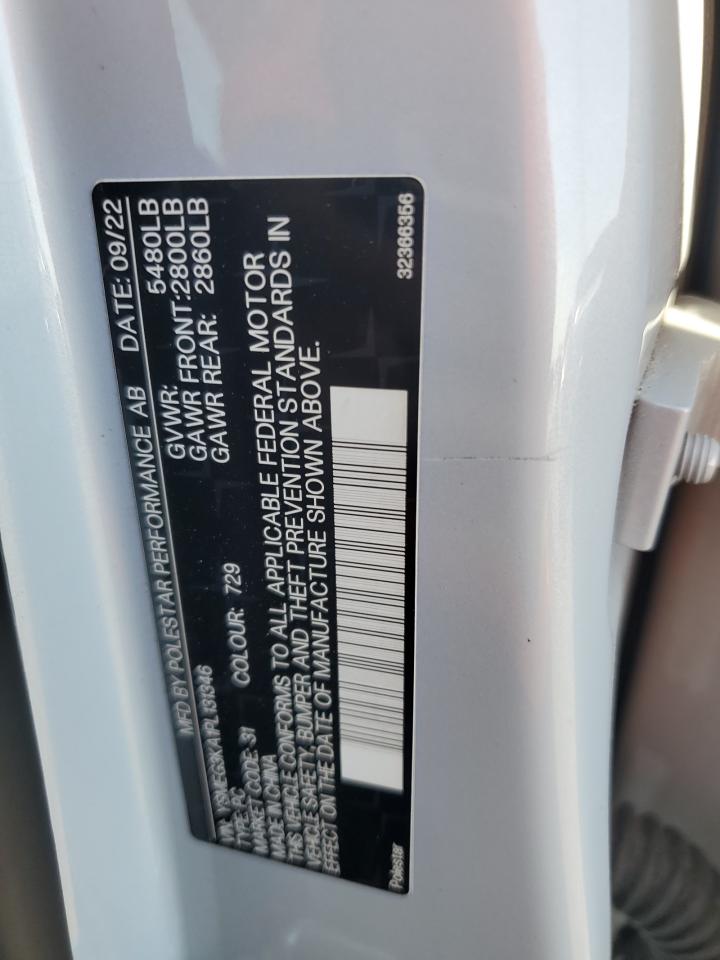 MFD BY POLESTAR PERFORMANCE AB DATE: 09/22
GVWR: 5480LB
GAWR FRONT:2800LB
GAWR REAR: 2860LB
TYPE: PC
MARKET CODE: 31 COLOUR: 729
MADE IN CHINA
THIS VEHICLE CONFORMS TO ALL APPLICABLE FEDERAL MOTOR
VEHICLE SAFETY, BUMPER AND THEFT PREVENTION STANDARDS IN
EFFECT ON THE DATE OF MANUFACTURE SHOWN ABOVE.
Polestar
32366356